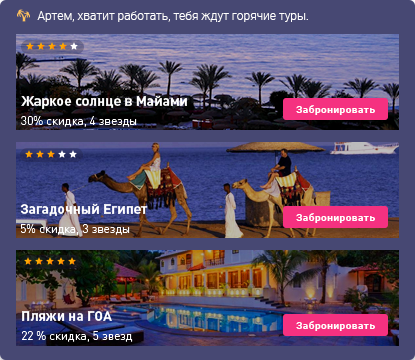 Артем, хватит работать, тебя ждут горячие туры.
Жаркое солнце в Майами
30% скидка, 4 звезды
Забронировать
Загадочный Египет
5% скидка, 3 звезды
Забронировать
Пляжи на ГОА
22 % скидка, 5 звезд
Забронировать